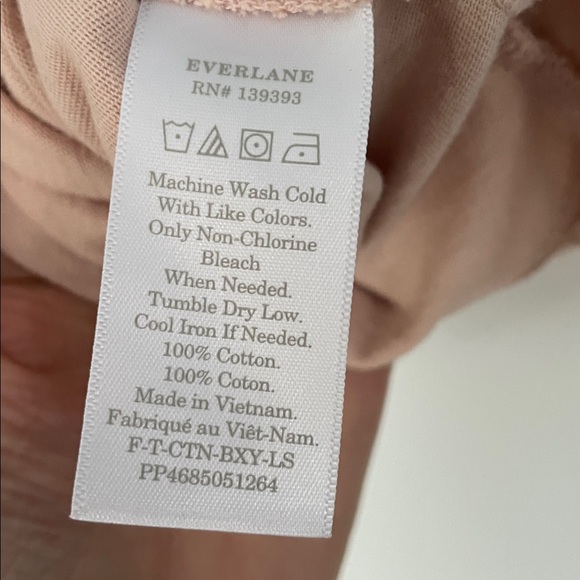 EVERLANE
RN# 139393
Machine Wash Cold
With Like Colors.
Only Non-Chlorine
Bleach
When Needed.
Tumble Dry Low.
Cool Iron If Needed.
100% Cotton.
100% Coton.
Made in Vietnam.
Fabriqué au Viêt-Nam.
F-T-CTN-BXY-LS
PP4685051264